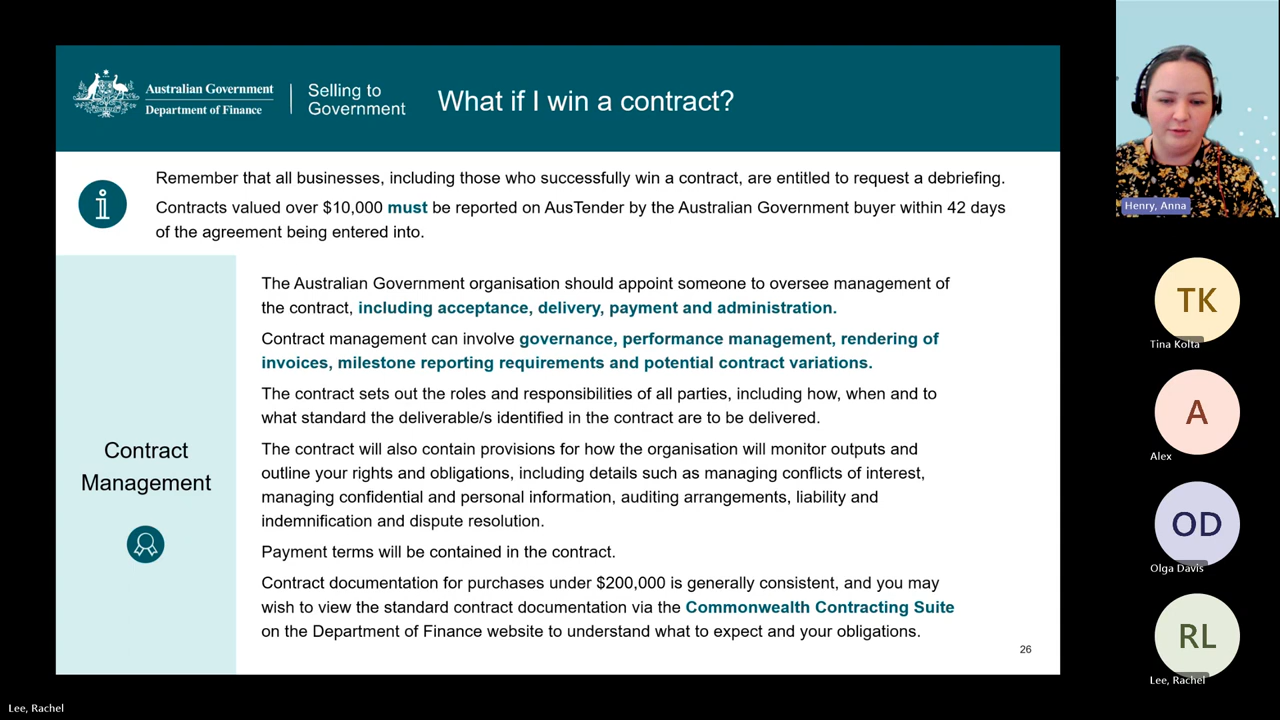 Australian Government
Department of Finance
Selling to
Government
What if I win a contract?
Remember that all businesses, including those who successfully win a contract, are entitled to request a debriefing.
Contracts valued over $10,000 must be reported on AusTender by the Australian Government buyer within 42 days
of the agreement being entered into.
Contract
Management
The Australian Government organisation should appoint someone to oversee management of
the contract, including acceptance, delivery, payment and administration.
Contract management can involve governance, performance management, rendering of
invoices, milestone reporting requirements and potential contract variations.
The contract sets out the roles and responsibilities of all parties, including how, when and to
what standard the deliverable/s identified in the contract are to be delivered.
The contract will also contain provisions for how the organisation will monitor outputs and
outline your rights and obligations, including details such as managing conflicts of interest,
managing confidential and personal information, auditing arrangements, liability and
indemnification and dispute resolution.
Payment terms will be contained in the contract.
Contract documentation for purchases under $200,000 is generally consistent, and you may
wish to view the standard contract documentation via the Commonwealth Contracting Suite
on the Department of Finance website to understand what to expect and your obligations.
26
Henry, Anna
TK
Tina Kolta
A
Alex
OD
Olga Davis
RL
Lee, Rachel
Lee, Rachel